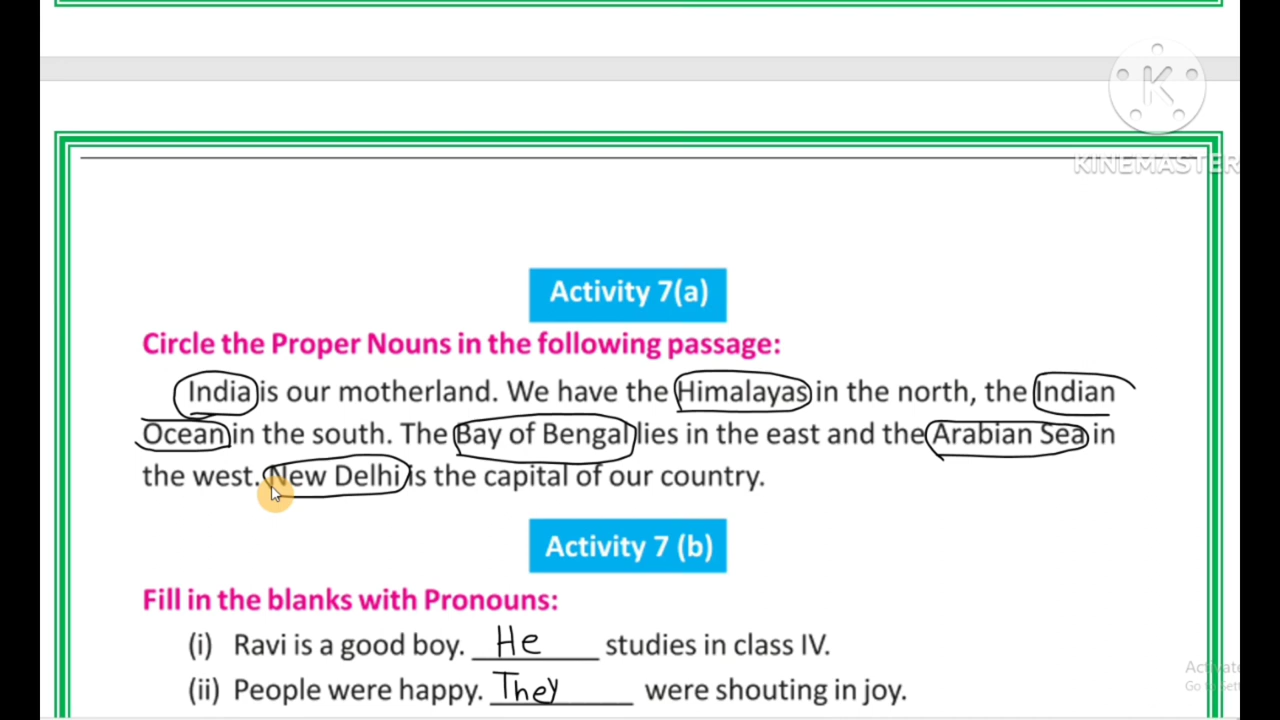 K
KINEMASTER
Activity 7(a)
Circle the Proper Nouns in the following passage:
India is our motherland. We have the Himalayas in the north, the Indian
Ocean in the south. The Bay of Bengal lies in the east and the Arabian Sea in
the west. New Delhi is the capital of our country.
Activity 7 (b)
Fill in the blanks with Pronouns:
(i) Ravi is a good boy. He studies in class IV.
(ii) People were happy. They were shouting in joy.